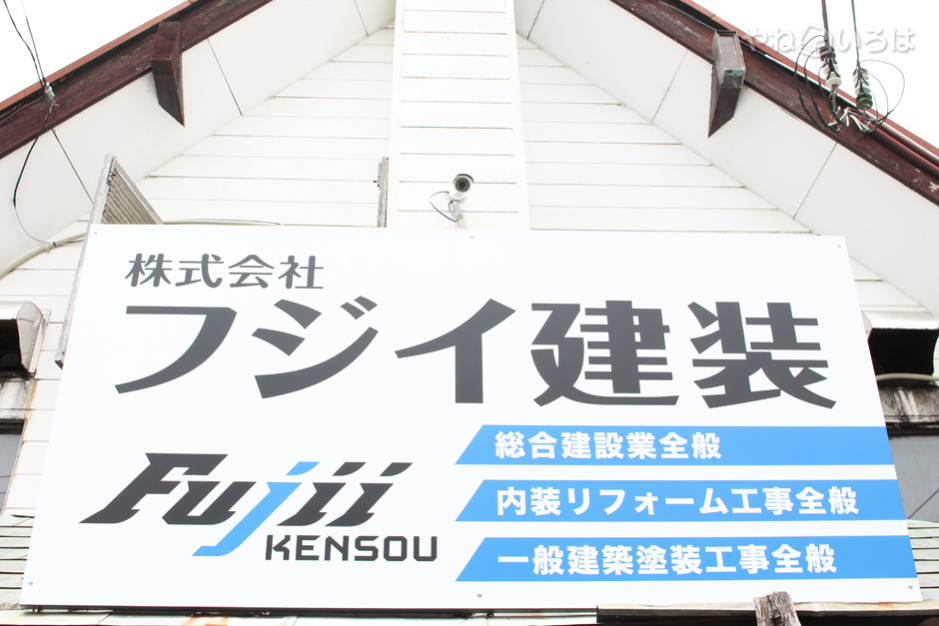 やね いろは
株式会社
フジイ建装
総合建設業全般
Fujii
内装リフォーム工事全般
KENSOU
一般建築塗装工事全般